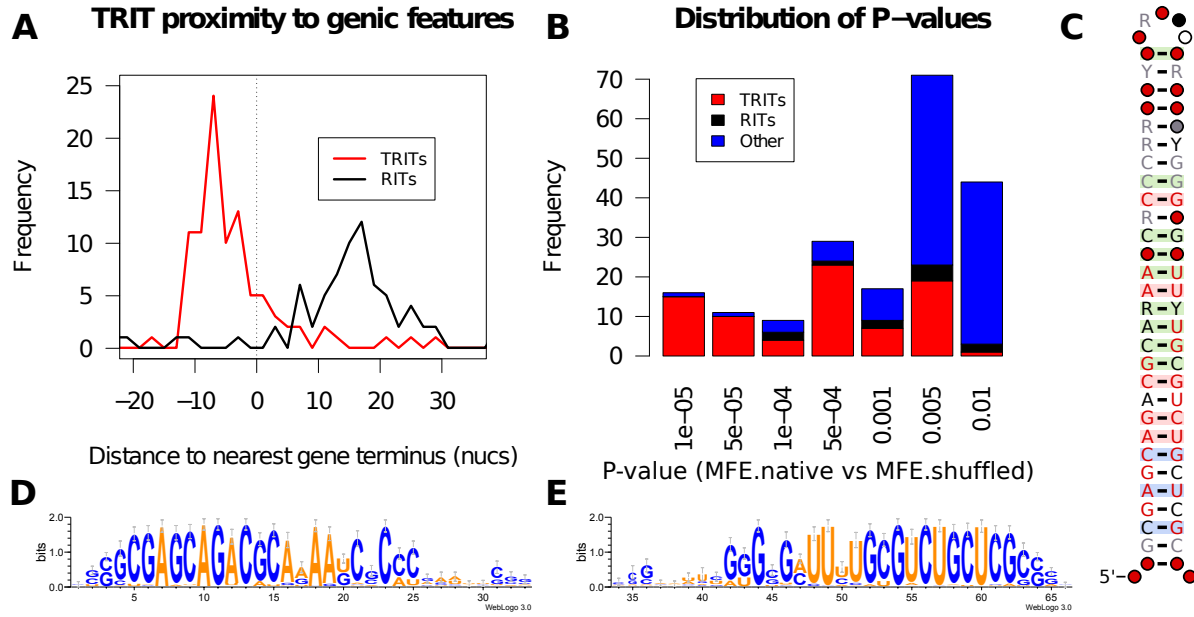 A TRIT proximity to genic features
Frequency
25
20
15
10
5
0
TRITs
RITs
−20 −10 0 10 20 30
Distance to nearest gene terminus (nucs)
B Distribution of P−values
Frequency
70
60
50
40
30
20
10
0
TRITs
RITs
Other
1e−05 5e−05 1e−04 5e−04 0.001 0.005 0.01
P-value (MFE.native vs MFE.shuffled)
C
R
Y R
R
R Y
C G
C G
C G
R
C G
A U
A U
R Y
A U
C G
G C
C G
A U
G C
A U
C G
G C
A U
G C
C G
G C
5'
D
bits
2.0
1.0
0.0
CGAGCAGACGCA AA C C
5 10 15 20 25 30
WebLogo 3.0
E
bits
2.0
1.0
0.0
G G UU UGCGUCUGCUCG
35 40 45 50 55 60 65
WebLogo 3.0